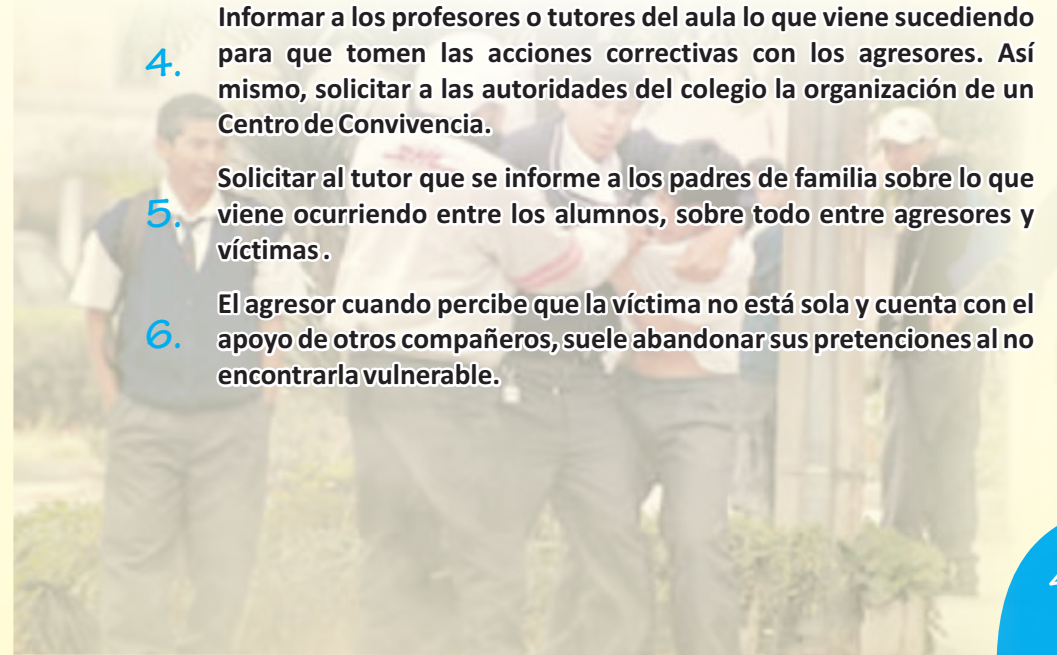 Informar a los profesores o tutores del aula lo que viene sucediendo
4. para que tomen las acciones correctivas con los agresores. Así
mismo, solicitar a las autoridades del colegio la organización de un
Centro de Convivencia.
Solicitar al tutor que se informe a los padres de familia sobre lo que
5. viene ocurriendo entre los alumnos, sobre todo entre agresores y
víctimas.
El agresor cuando percibe que la víctima no está sola y cuenta con el
6. apoyo de otros compañeros, suele abandonar sus pretenciones al no
encontrarla vulnerable.